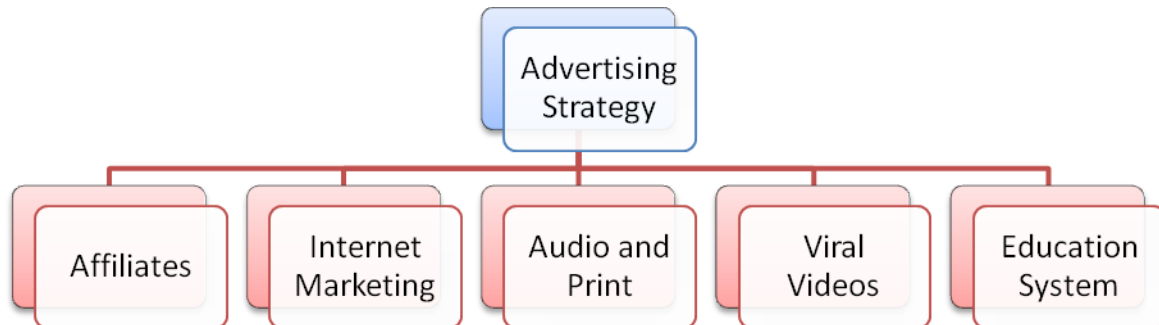 Advertising
Strategy
Affiliates
Internet
Marketing
Audio and
Print
Viral
Videos
Education
System